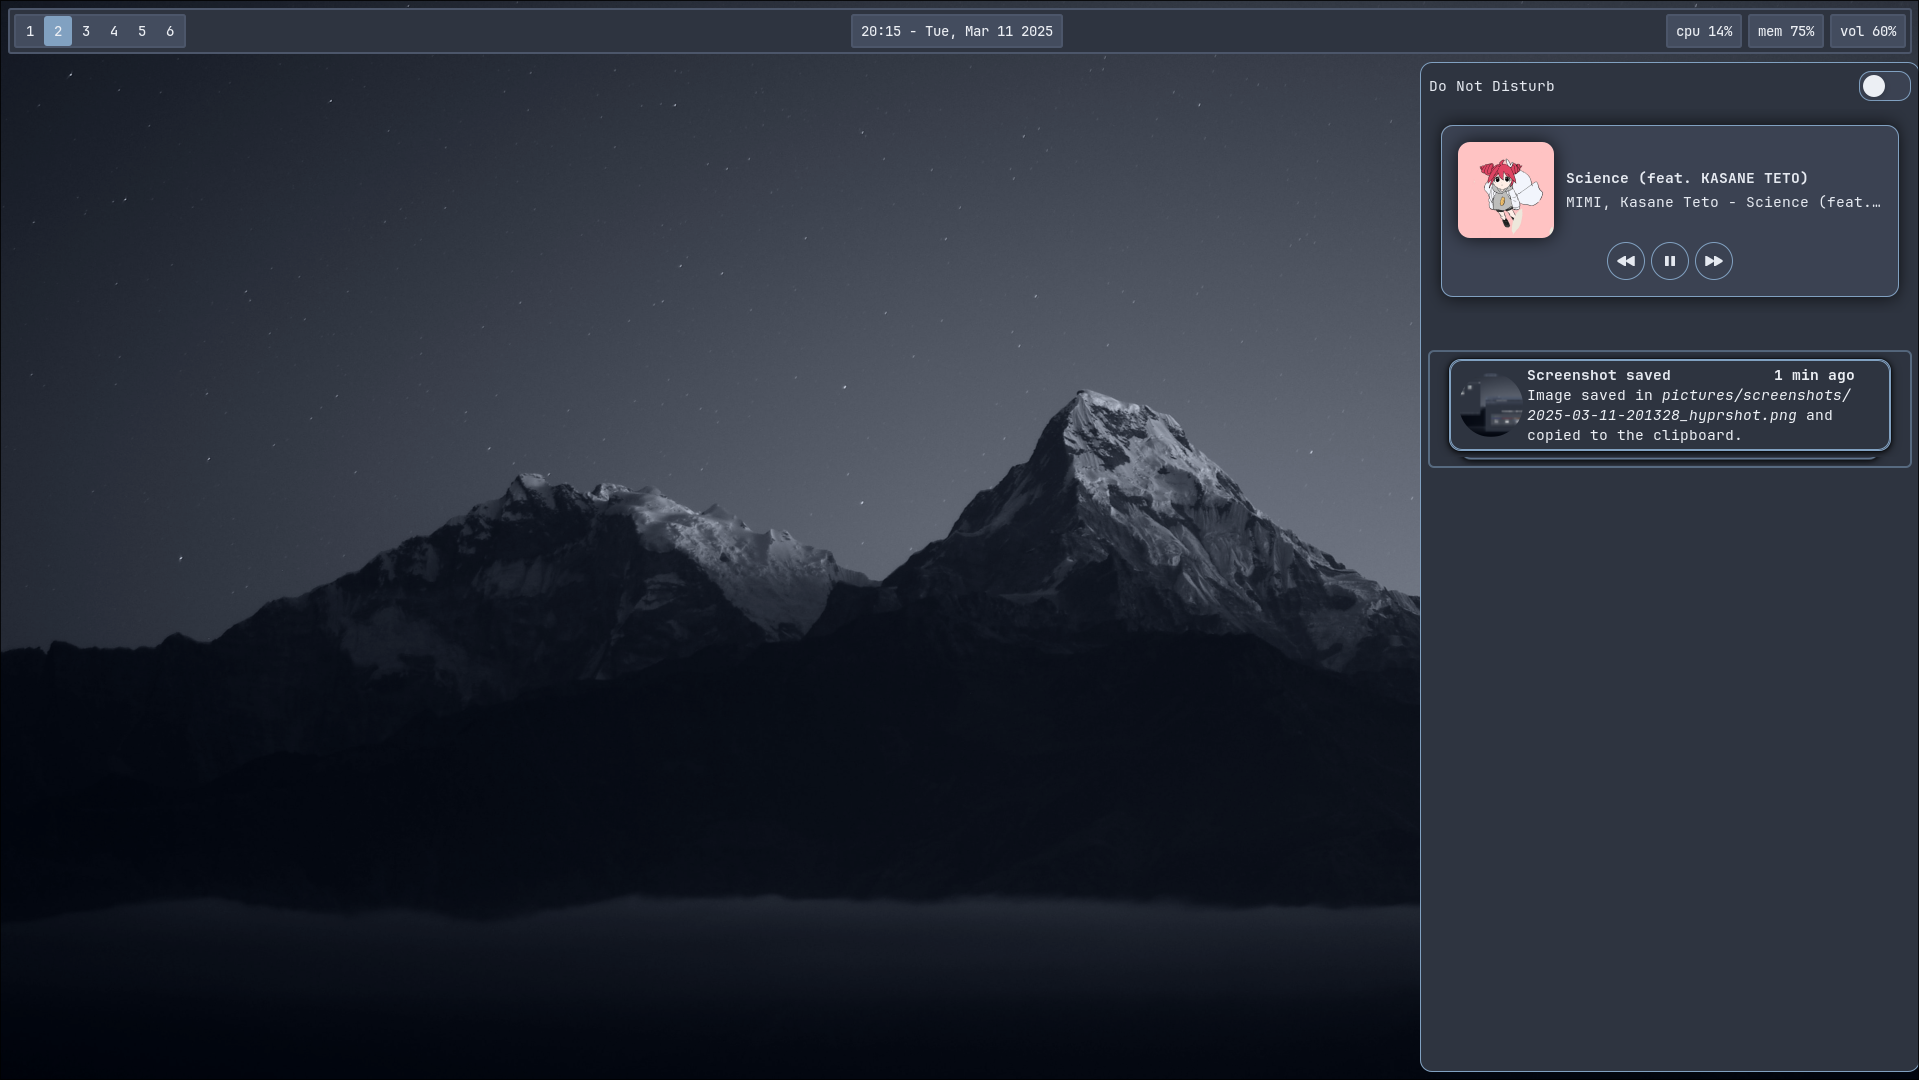 1 2 3 4 5 6
20:15 - Tue, Mar 11 2025
cpu 14% mem 75% vol 60%
Do Not Disturb
Science (feat. KASANE TETO)
MIMI, Kasane Teto - Science (feat.…
Screenshot saved 1 min ago
Image saved in pictures/screenshots/
2025-03-11-201328_hyprshot.png and
copied to the clipboard.